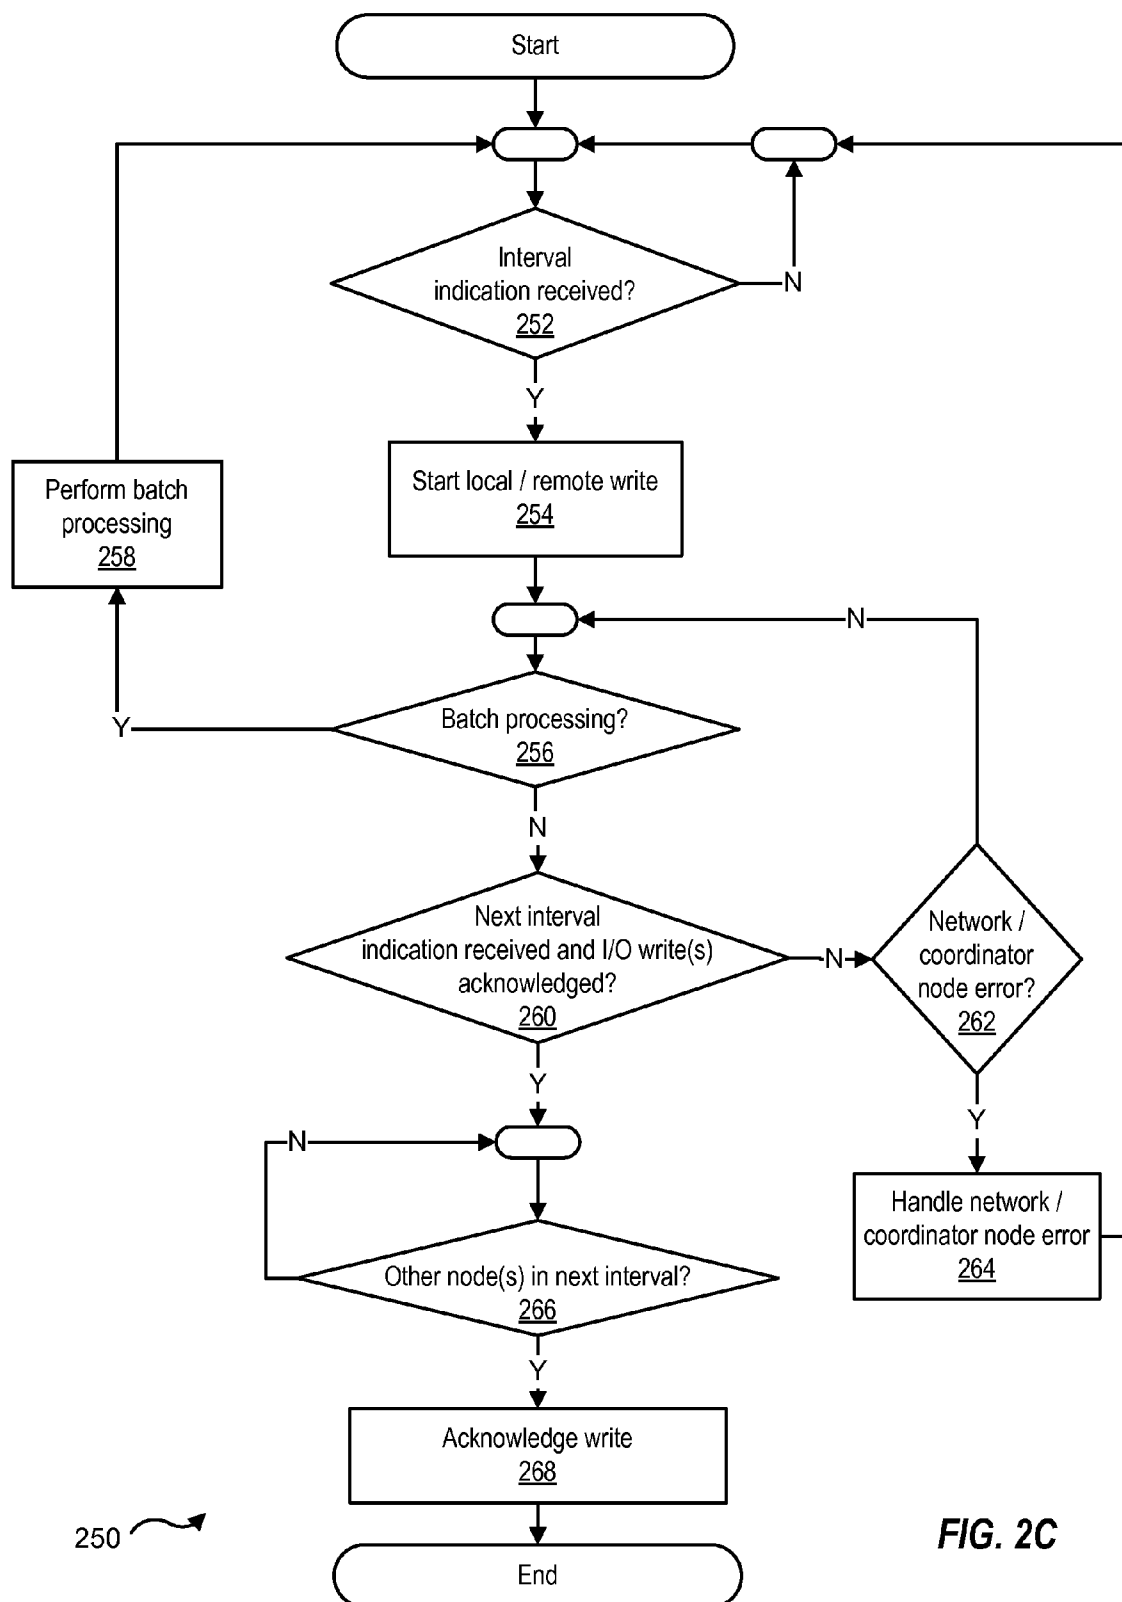 Start
Interval
indication received?
252
N
Y
Start local / remote write
254
Perform batch
processing
258
N
Batch processing?
256
Y
N
Next interval
indication received and I/O write(s)
acknowledged?
260
N
Network /
coordinator
node error?
262
Y
Y
N
Handle network /
coordinator node error
264
Other node(s) in next interval?
266
Y
Acknowledge write
268
250
FIG. 2C
End